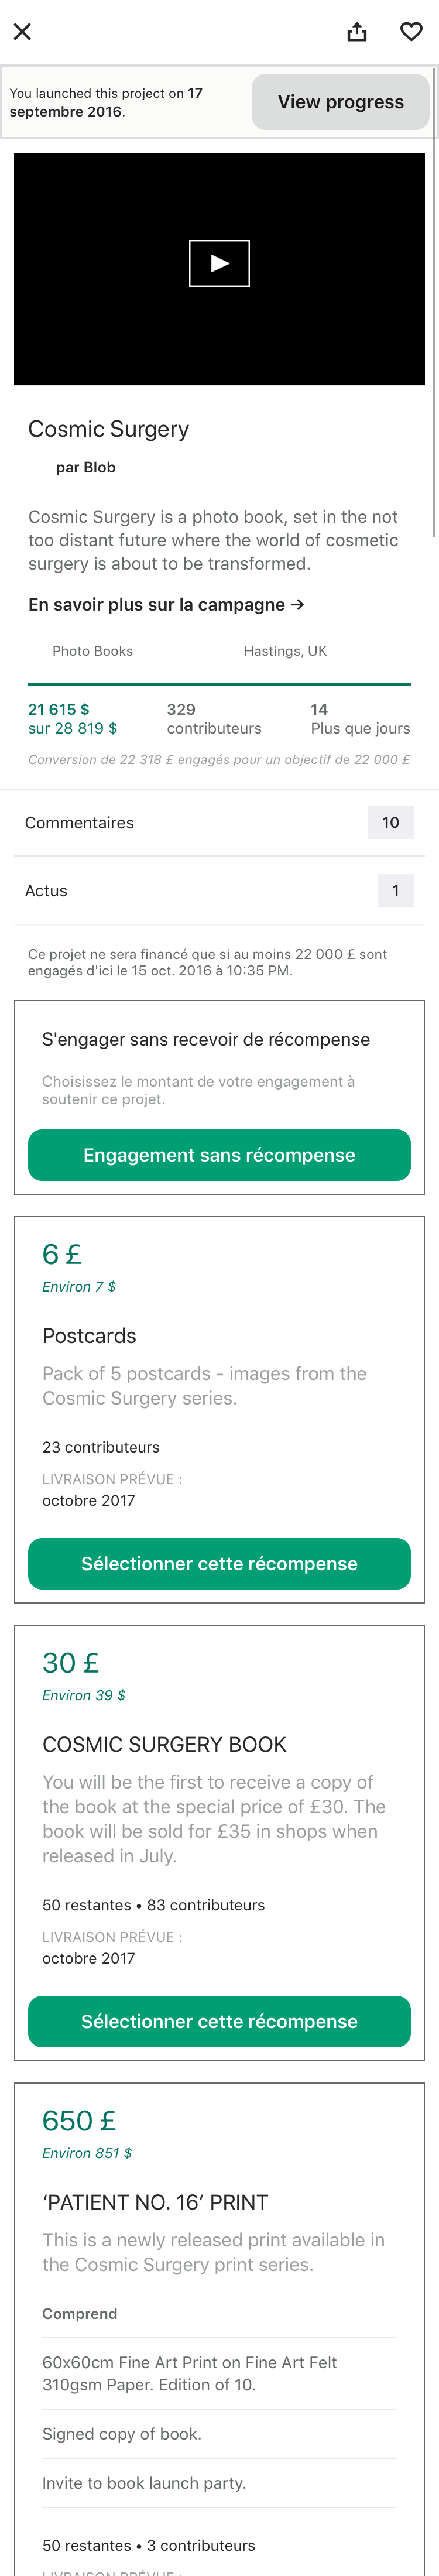 You launched this project on 17
septembre 2016.
View progress
Cosmic Surgery
par Blob
Cosmic Surgery is a photo book, set in the not
too distant future where the world of cosmetic
surgery is about to be transformed.
En savoir plus sur la campagne →
Photo Books
Hastings, UK
21 615 $
sur 28 819 $
329
contributeurs
14
Plus que jours
Conversion de 22 318 £ engagés pour un objectif de 22 000 £
Commentaires
10
Actus
1
Ce projet ne sera financé que si au moins 22 000 £ sont
engagés d'ici le 15 oct. 2016 à 10:35 PM.
S'engager sans recevoir de récompense
Choisissez le montant de votre engagement à
soutenir ce projet.
Engagement sans récompense
6 £
Environ 7 $
Postcards
Pack of 5 postcards - images from the
Cosmic Surgery series.
23 contributeurs
LIVRAISON PRÉVUE :
octobre 2017
Sélectionner cette récompense
30 £
Environ 39 $
COSMIC SURGERY BOOK
You will be the first to receive a copy of
the book at the special price of £30. The
book will be sold for £35 in shops when
released in July.
50 restantes • 83 contributeurs
LIVRAISON PRÉVUE :
octobre 2017
Sélectionner cette récompense
650 £
Environ 851 $
‘PATIENT NO. 16’ PRINT
This is a newly released print available in
the Cosmic Surgery print series.
Comprend
60x60cm Fine Art Print on Fine Art Felt
310gsm Paper. Edition of 10.
Signed copy of book.
Invite to book launch party.
50 restantes • 3 contributeurs
LIVRAISON PRÉVUE :